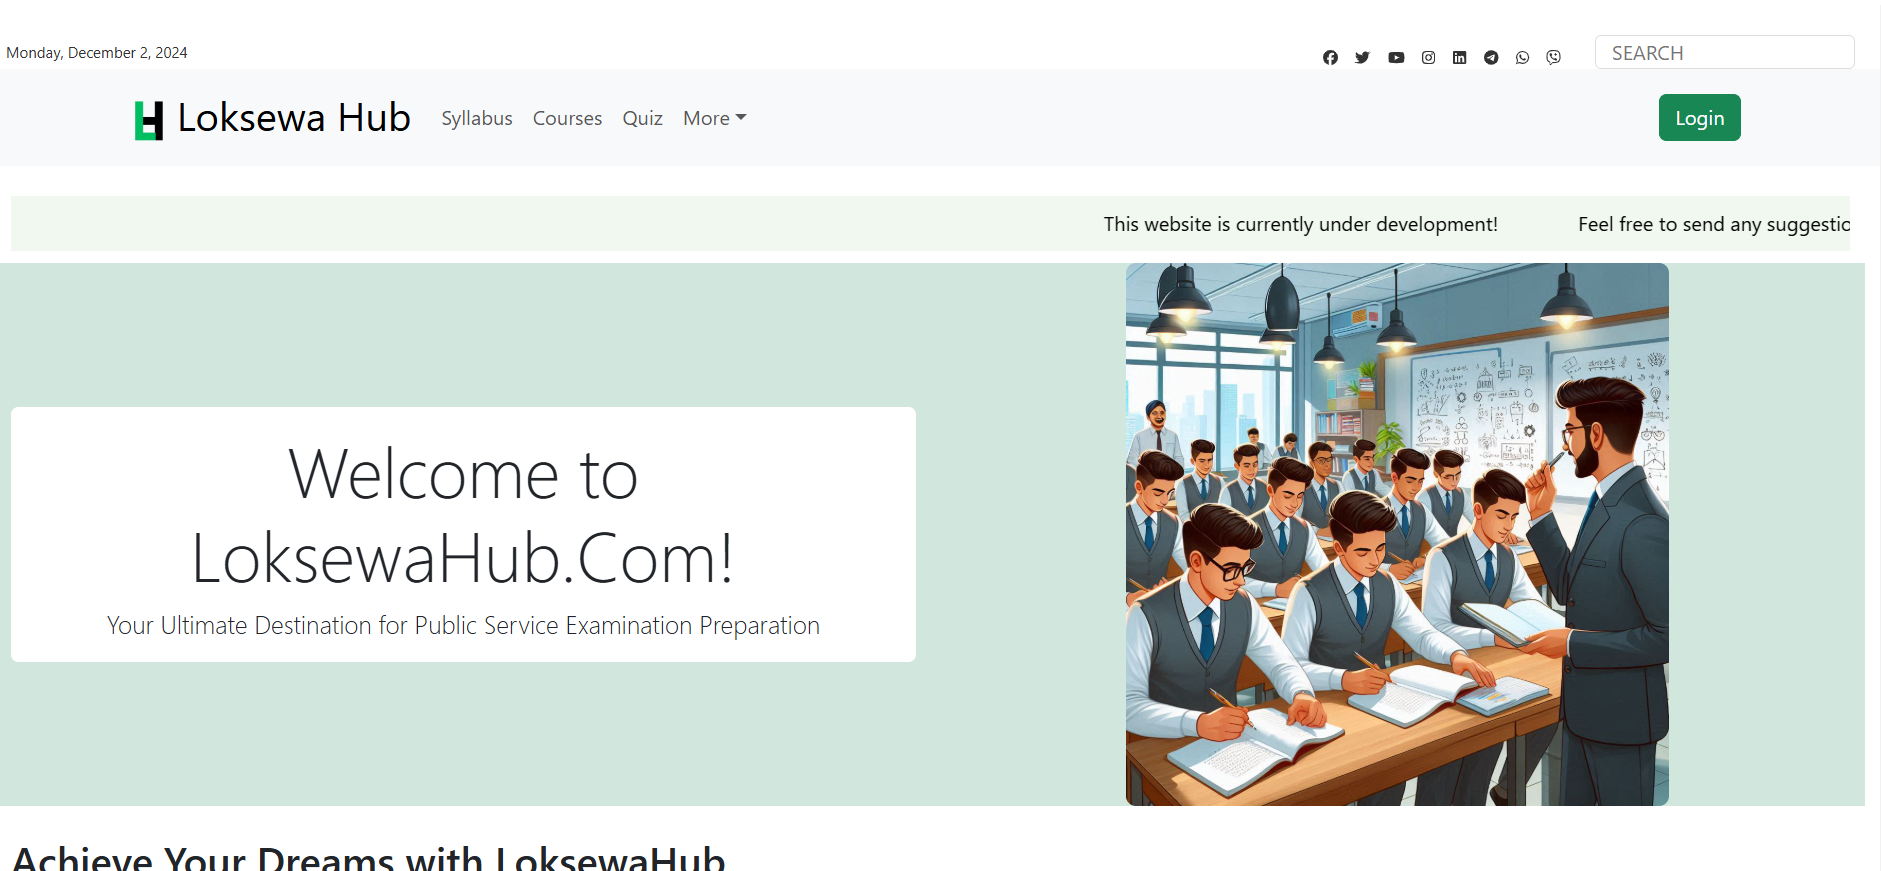 Monday, December 2, 2024
SEARCH
Loksewa Hub
Syllabus Courses Quiz More
Login
This website is currently under development! Feel free to send any
Welcome to
LoksewaHub.Com!
Your Ultimate Destination for Public Service Examination Preparation
Achieve Your Dreams with LoksewaHub